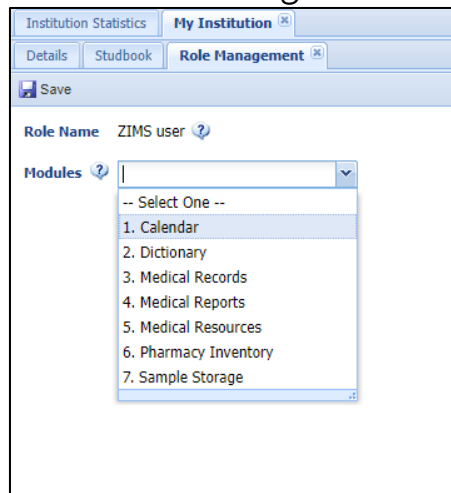 Institution Statistics My Institution
Details Studbook Role Management
Save
Role Name ZIMS user
Modules
-- Select One --
1. Calendar
2. Dictionary
3. Medical Records
4. Medical Reports
5. Medical Resources
6. Pharmacy Inventory
7. Sample Storage